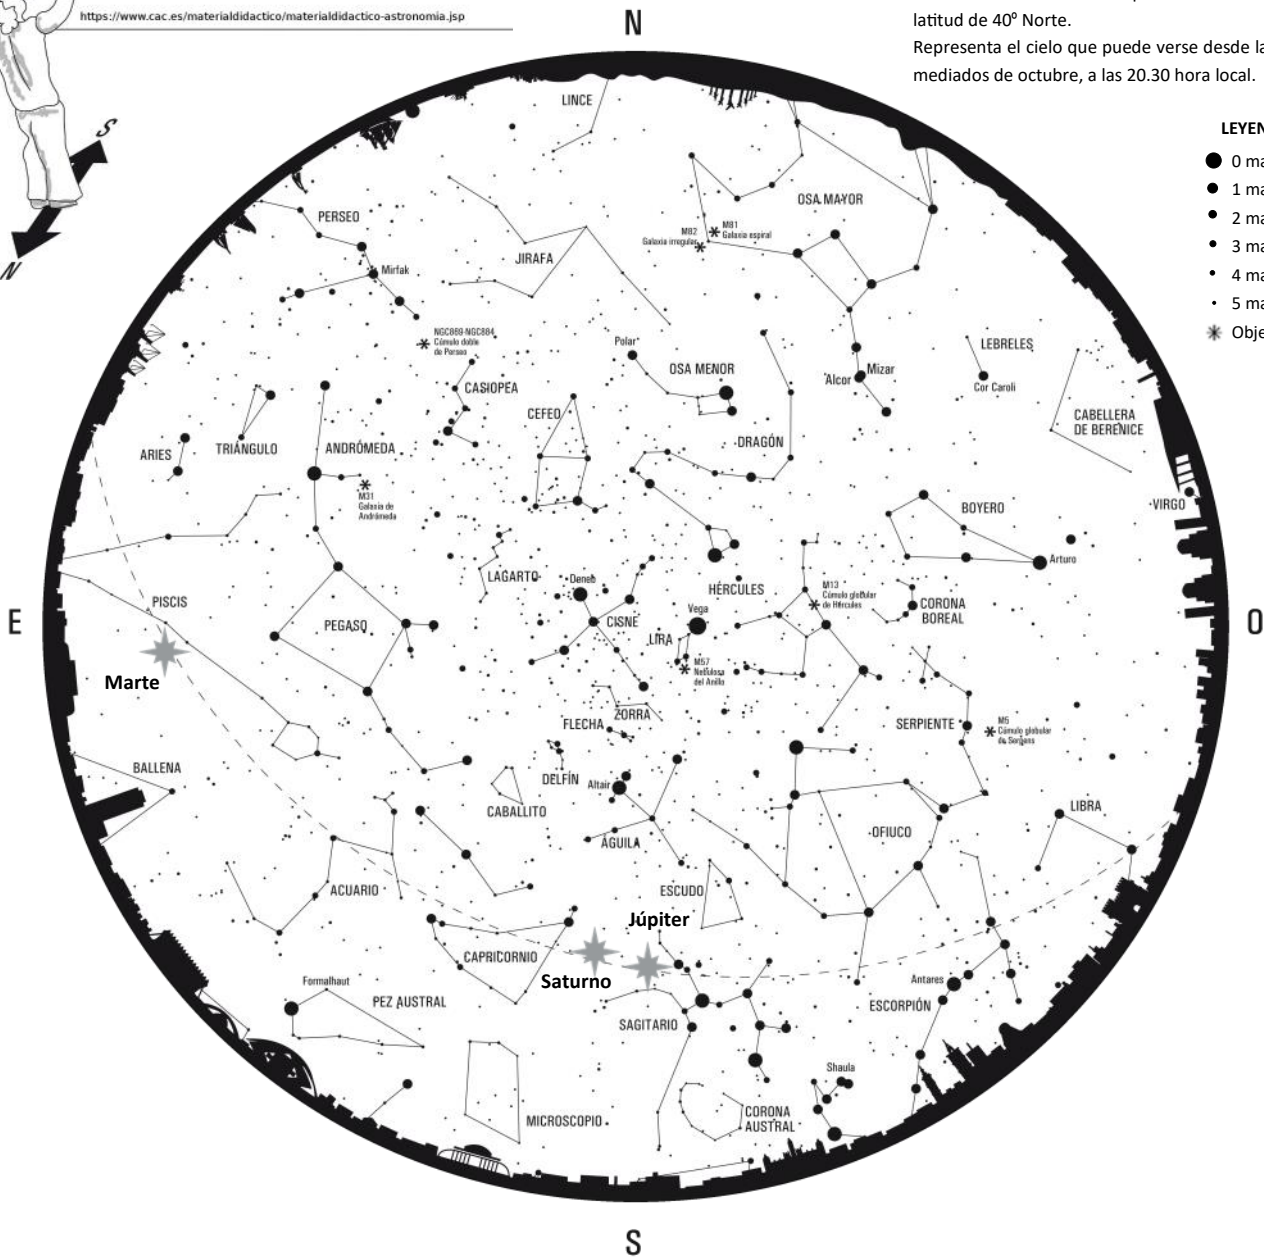 https://www.cac.es/materialdidactico/materialdidactico-astronomia.jsp
latitud de 40º Norte.
Representa el cielo que puede verse desde la
mediados de octubre, a las 20.30 hora local.
LEYEN
0 ma
1 ma
2 ma
3 ma
4 ma
5 ma
Obje
S
N
N
LINCE
OSA MAYOR
PERSEO
M81
Galaxia espiral
M82
Galaxia irregular
JIRAFA
Mirfak
NGC869-NGC884
Cúmulo doble
de Perseo
Polar
OSA MENOR
LEBRELES
Cor Caroli
Mizar
Alcor
CASIOPEA
CEFEO
CABELLERA
DE BERENICE
DRAGÓN
ARIES
TRIÁNGULO
ANDRÓMEDA
M31
Galaxia de
Andrómeda
VIRGO
BOYERO
Arturo
LAGARTO
Deneb
HÉRCULES
M13
Cúmulo globular
de Hércules
CORONA
BOREAL
PISCIS
PEGASO
CISNE
Vega
LIRA
M57
Nebulosa
del Anillo
E
O
Marte
ZORRA
FLECHA
SERPIENTE
M5
Cúmulo globular
de Serpens
BALLENA
DELFÍN
Altair
CABALLITO
LIBRA
ÁGUILA
OFIUCO
ACUARIO
ESCUDO
Júpiter
CAPRICORNIO
Saturno
Formalhaut
PEZ AUSTRAL
Antares
ESCORPIÓN
SAGITARIO
Shaula
MICROSCOPIO
CORONA
AUSTRAL
S